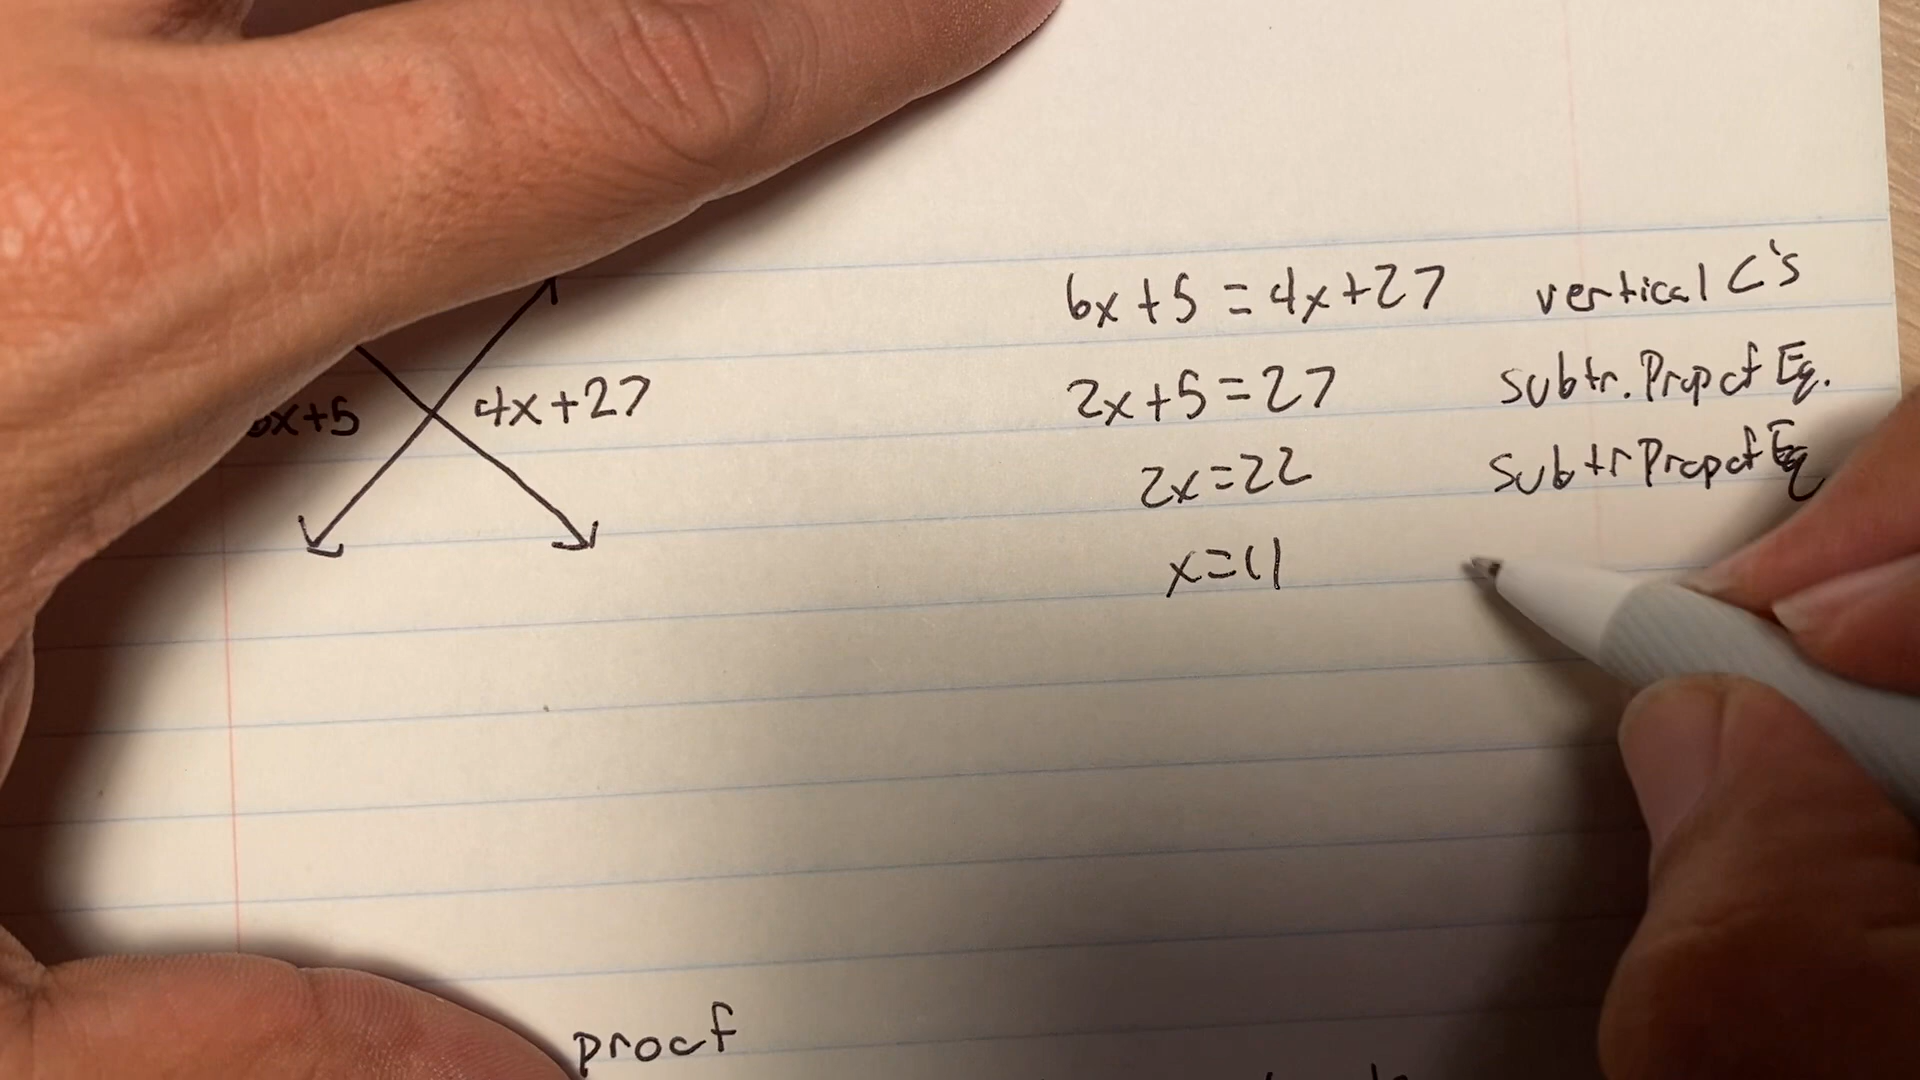 6x+5 = 4x+27 vertical ∠'s
x+5 4x+27
2x+5=27 subtr. Prop of Eq.
2x=22 subtr Prop of Eq
x=11
proof